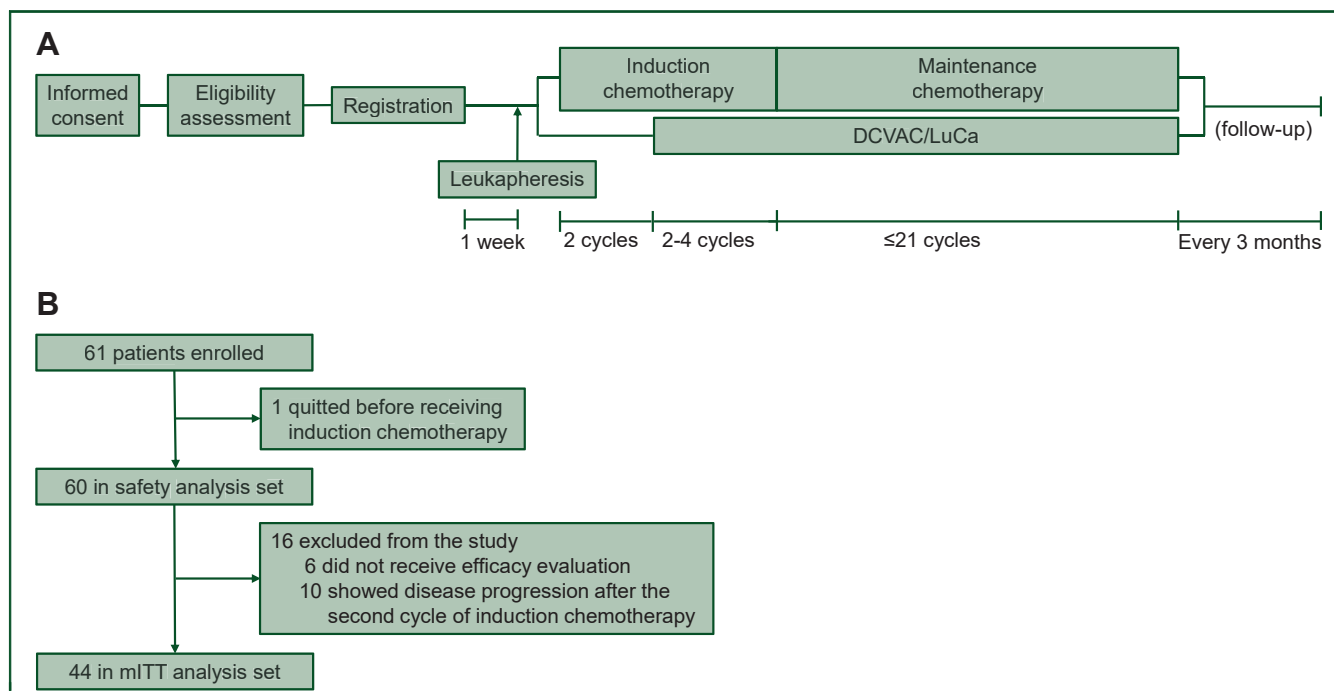 A
Informed
consent
Eligibility
assessment
Registration
Leukapheresis
Induction
chemotherapy
Maintenance
chemotherapy
DCVAC/LuCa
(follow-up)
1 week
2 cycles
2-4 cycles
≤21 cycles
Every 3 months
B
61 patients enrolled
1 quitted before receiving
induction chemotherapy
60 in safety analysis set
16 excluded from the study
6 did not receive efficacy evaluation
10 showed disease progression after the
second cycle of induction chemotherapy
44 in mITT analysis set